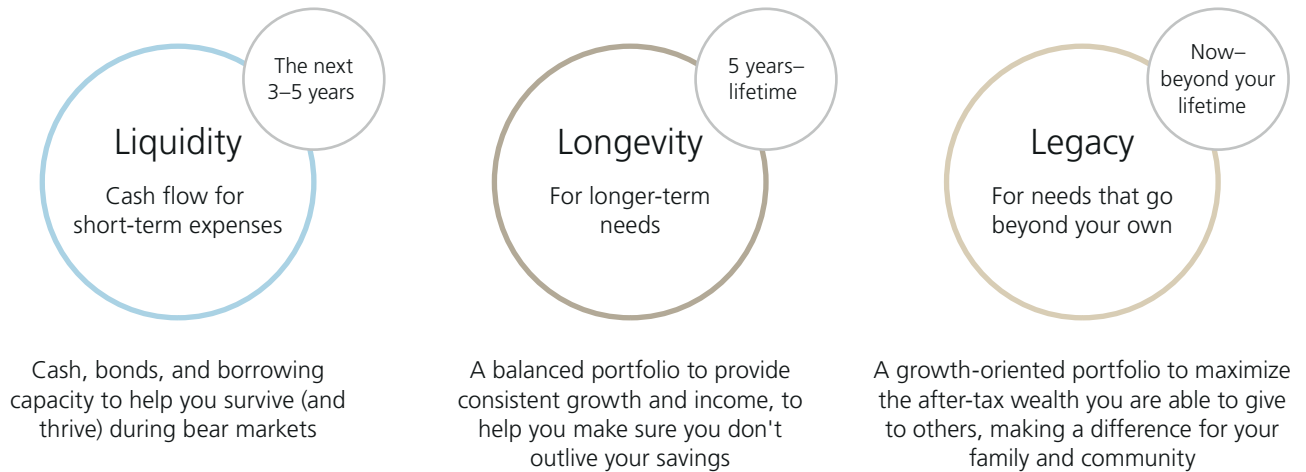 The next
3–5 years
Liquidity
Cash flow for
short-term expenses
Cash, bonds, and borrowing
capacity to help you survive (and
thrive) during bear markets
5 years–
lifetime
Longevity
For longer-term
needs
A balanced portfolio to provide
consistent growth and income, to
help you make sure you don't
outlive your savings
Now–
beyond your
lifetime
Legacy
For needs that go
beyond your own
A growth-oriented portfolio to maximize
the after-tax wealth you are able to give
to others, making a difference for your
family and community